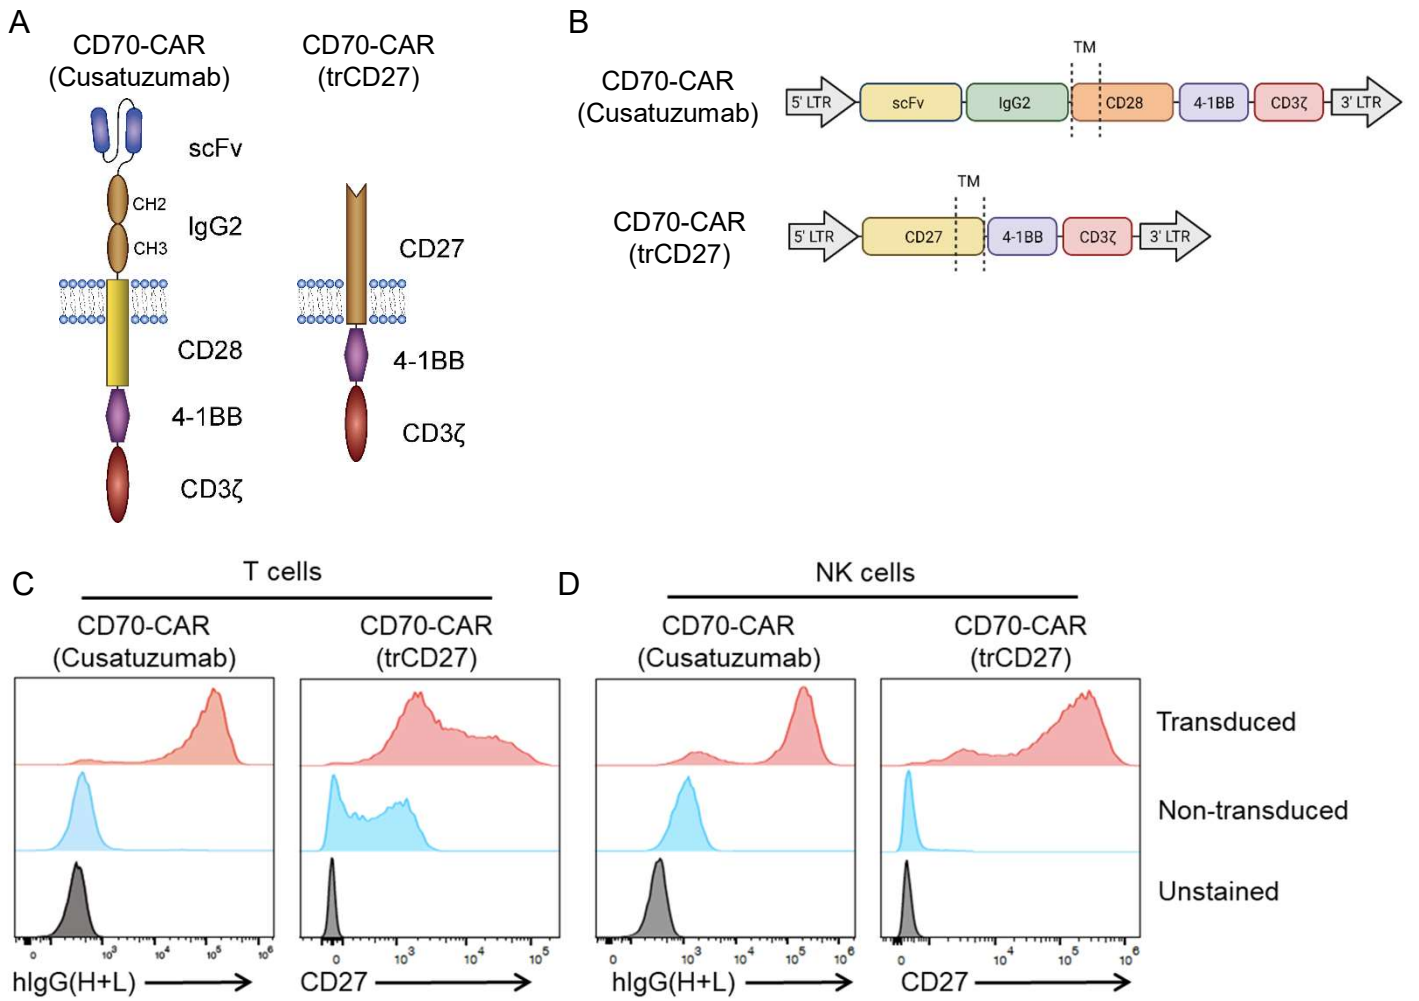 A
CD70-CAR
(Cusatuzumab)
CD70-CAR
(trCD27)
scFv
CH2
IgG2
CH3
CD28
4-1BB
CD3ζ
CD27
4-1BB
CD3ζ
B
CD70-CAR
(Cusatuzumab)
TM
5' LTR scFv IgG2 CD28 4-1BB CD3ζ 3' LTR
CD70-CAR
(trCD27)
TM
5' LTR CD27 4-1BB CD3ζ 3' LTR
C
T cells
CD70-CAR
(Cusatuzumab)
CD70-CAR
(trCD27)
0 10³ 10⁴ 10⁵ 10⁶
hIgG(H+L)
0 10³ 10⁴ 10⁵
CD27
D
NK cells
CD70-CAR
(Cusatuzumab)
CD70-CAR
(trCD27)
0 10³ 10⁴ 10⁵ 10⁶
hIgG(H+L)
0 10⁴ 10⁵ 10⁶
CD27
Transduced
Non-transduced
Unstained